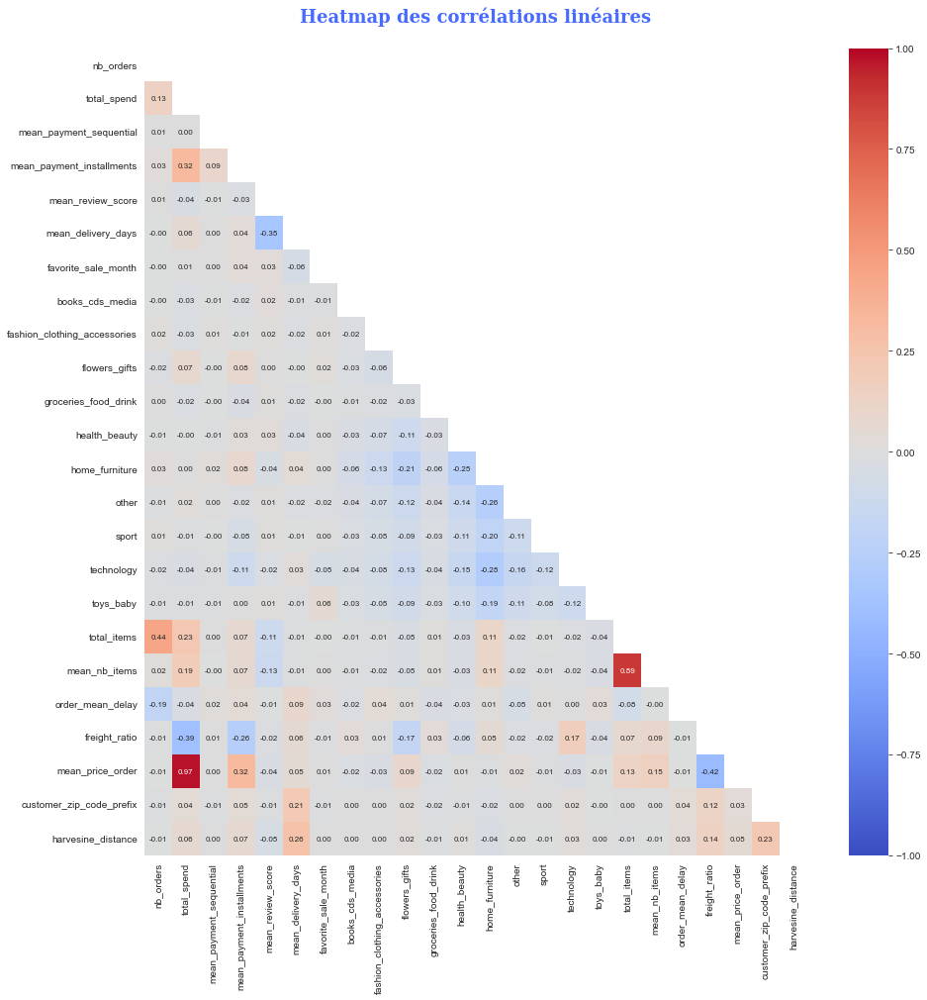 Heatmap des corrélations linéaires
nb_orders
total_spend 0.13
mean_payment_sequential 0.01 0.00
mean_payment_installments 0.03 0.32 0.09
mean_review_score 0.01 -0.04 -0.01 -0.03
mean_delivery_days -0.00 0.06 0.00 0.04 -0.35
favorite_sale_month -0.00 0.01 0.00 0.04 0.03 -0.06
books_cds_media -0.00 -0.03 -0.01 -0.02 0.02 -0.01 -0.01
fashion_clothing_accessories 0.02 -0.03 0.01 -0.01 0.02 -0.02 0.01 -0.02
flowers_gifts -0.02 0.07 -0.00 0.08 0.00 -0.00 0.02 -0.03 -0.06
groceries_food_drink 0.00 -0.02 -0.00 -0.04 0.01 -0.02 -0.00 -0.01 -0.02 -0.03
health_beauty -0.01 -0.00 -0.01 0.03 0.03 -0.04 0.00 -0.03 -0.07 -0.11 -0.03
home_furniture 0.03 0.00 0.02 0.08 -0.04 0.04 0.00 -0.06 -0.13 -0.21 -0.06 -0.25
other -0.01 0.02 0.00 -0.02 0.01 -0.02 -0.02 -0.04 -0.07 -0.12 -0.04 -0.14 -0.26
sport 0.01 -0.01 -0.00 -0.05 0.01 -0.01 0.00 -0.03 -0.05 -0.09 -0.03 -0.11 -0.20 -0.11
technology -0.02 -0.04 -0.01 -0.11 -0.02 0.03 -0.05 -0.04 -0.08 -0.13 -0.04 -0.15 -0.28 -0.16 -0.12
toys_baby -0.01 -0.01 -0.01 0.00 0.01 -0.01 0.06 -0.03 -0.05 -0.09 -0.03 -0.10 -0.19 -0.11 -0.08 -0.12
total_items 0.44 0.23 0.00 0.07 -0.11 -0.01 -0.00 -0.01 -0.01 -0.05 0.01 -0.03 0.11 -0.02 -0.01 -0.02 -0.04
mean_nb_items 0.02 0.19 -0.00 0.07 -0.13 -0.01 0.00 -0.01 -0.02 -0.05 0.01 -0.03 0.11 -0.02 -0.01 -0.02 -0.04 0.89
order_mean_delay -0.19 -0.04 0.02 0.04 -0.01 0.09 0.03 -0.02 0.04 0.01 -0.04 -0.03 0.01 -0.05 0.01 0.00 0.03 -0.08 -0.00
freight_ratio -0.01 -0.39 0.01 -0.26 -0.02 0.06 -0.01 0.03 0.01 -0.17 0.03 -0.06 0.05 -0.02 -0.02 0.17 -0.04 0.07 0.09 -0.01
mean_price_order -0.01 0.97 0.00 0.32 -0.04 0.05 0.01 -0.02 -0.03 0.09 -0.02 0.01 -0.01 0.02 -0.01 -0.03 -0.01 0.13 0.15 -0.01 -0.42
customer_zip_code_prefix -0.01 0.04 -0.01 0.05 -0.01 0.21 -0.01 0.00 0.00 0.02 -0.02 -0.01 -0.02 0.00 0.00 0.02 -0.00 0.00 -0.00 0.04 0.12 0.03
harvesine_distance -0.01 0.06 0.00 0.07 -0.05 0.26 0.00 0.00 0.00 0.02 -0.01 0.01 -0.04 -0.00 -0.01 0.03 0.00 -0.01 -0.01 0.03 0.14 0.05 0.23
nb_orders
total_spend
mean_payment_sequential
mean_payment_installments
mean_review_score
mean_delivery_days
favorite_sale_month
books_cds_media
fashion_clothing_accessories
flowers_gifts
groceries_food_drink
health_beauty
home_furniture
other
sport
technology
toys_baby
total_items
mean_nb_items
order_mean_delay
freight_ratio
mean_price_order
customer_zip_code_prefix
harvesine_distance
1.00
0.75
0.50
0.25
0.00
−0.25
−0.50
−0.75
−1.00